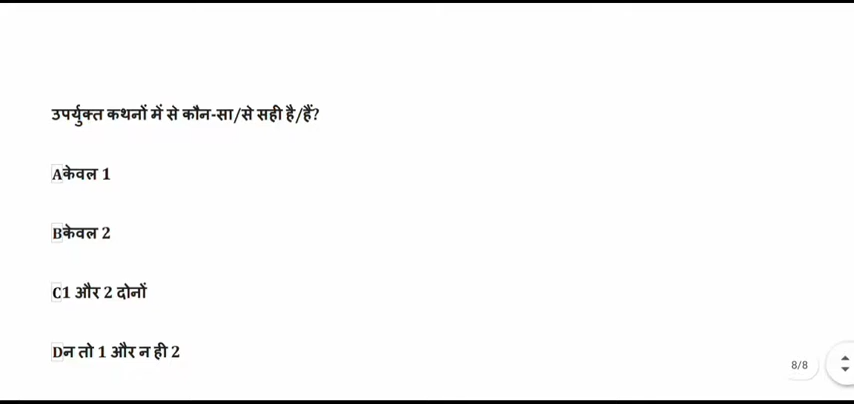 उपर्युक्त कथनों में से कौन-सा/से सही है/हैं?
Aकेवल 1
Bकेवल 2
C1 और 2 दोनों
Dन तो 1 और न ही 2
8/8